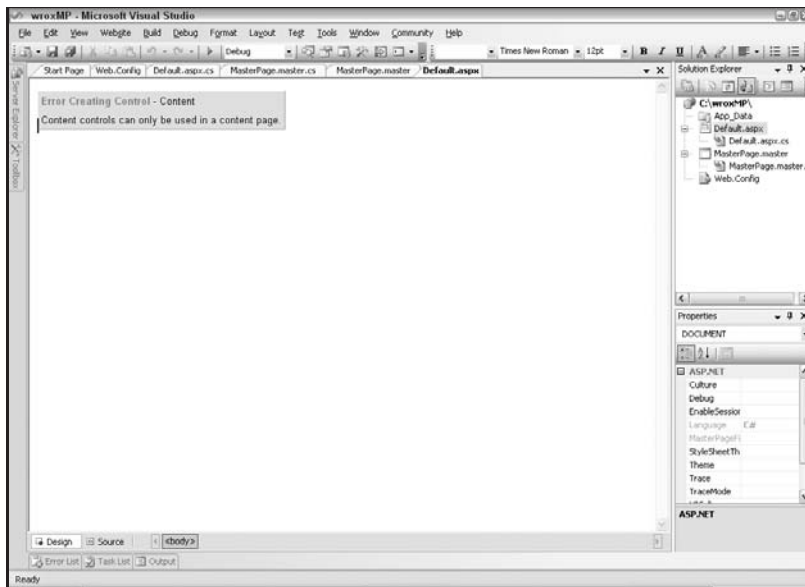 wroxMP - Microsoft Visual Studio
File Edit View Website Build Debug Format Layout Test Tools Window Community Help
Debug Times New Roman 12pt B I U A
Start Page Web.Config Default.aspx.cs MasterPage.master.cs MasterPage.master Default.aspx
Server Explorer Toolbox
Error Creating Control - Content
Content controls can only be used in a content page.
Design Source <body>
Error List Task List Output
Ready
Solution Explorer
C:\wroxMP\
App_Data
Default.aspx
Default.aspx.cs
MasterPage.master
MasterPage.master.
Web.Config
Properties
DOCUMENT
ASP.NET
Culture
Debug
EnableSession
Language C#
MasterPageFi
StyleSheetTh
Theme
Trace
TraceMode
ASP.NET